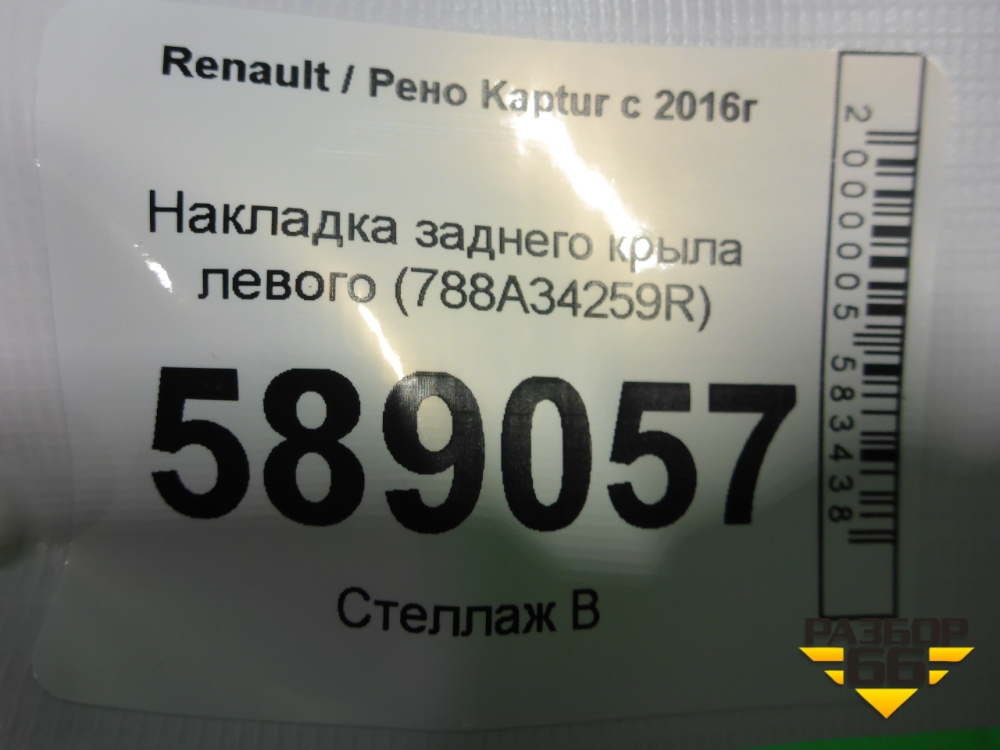 Renault / Рено Kaptur с 2016г
Накладка заднего крыла
левого (788A34259R)
589057
Стеллаж В
2000005583438
РАЗБОР
66